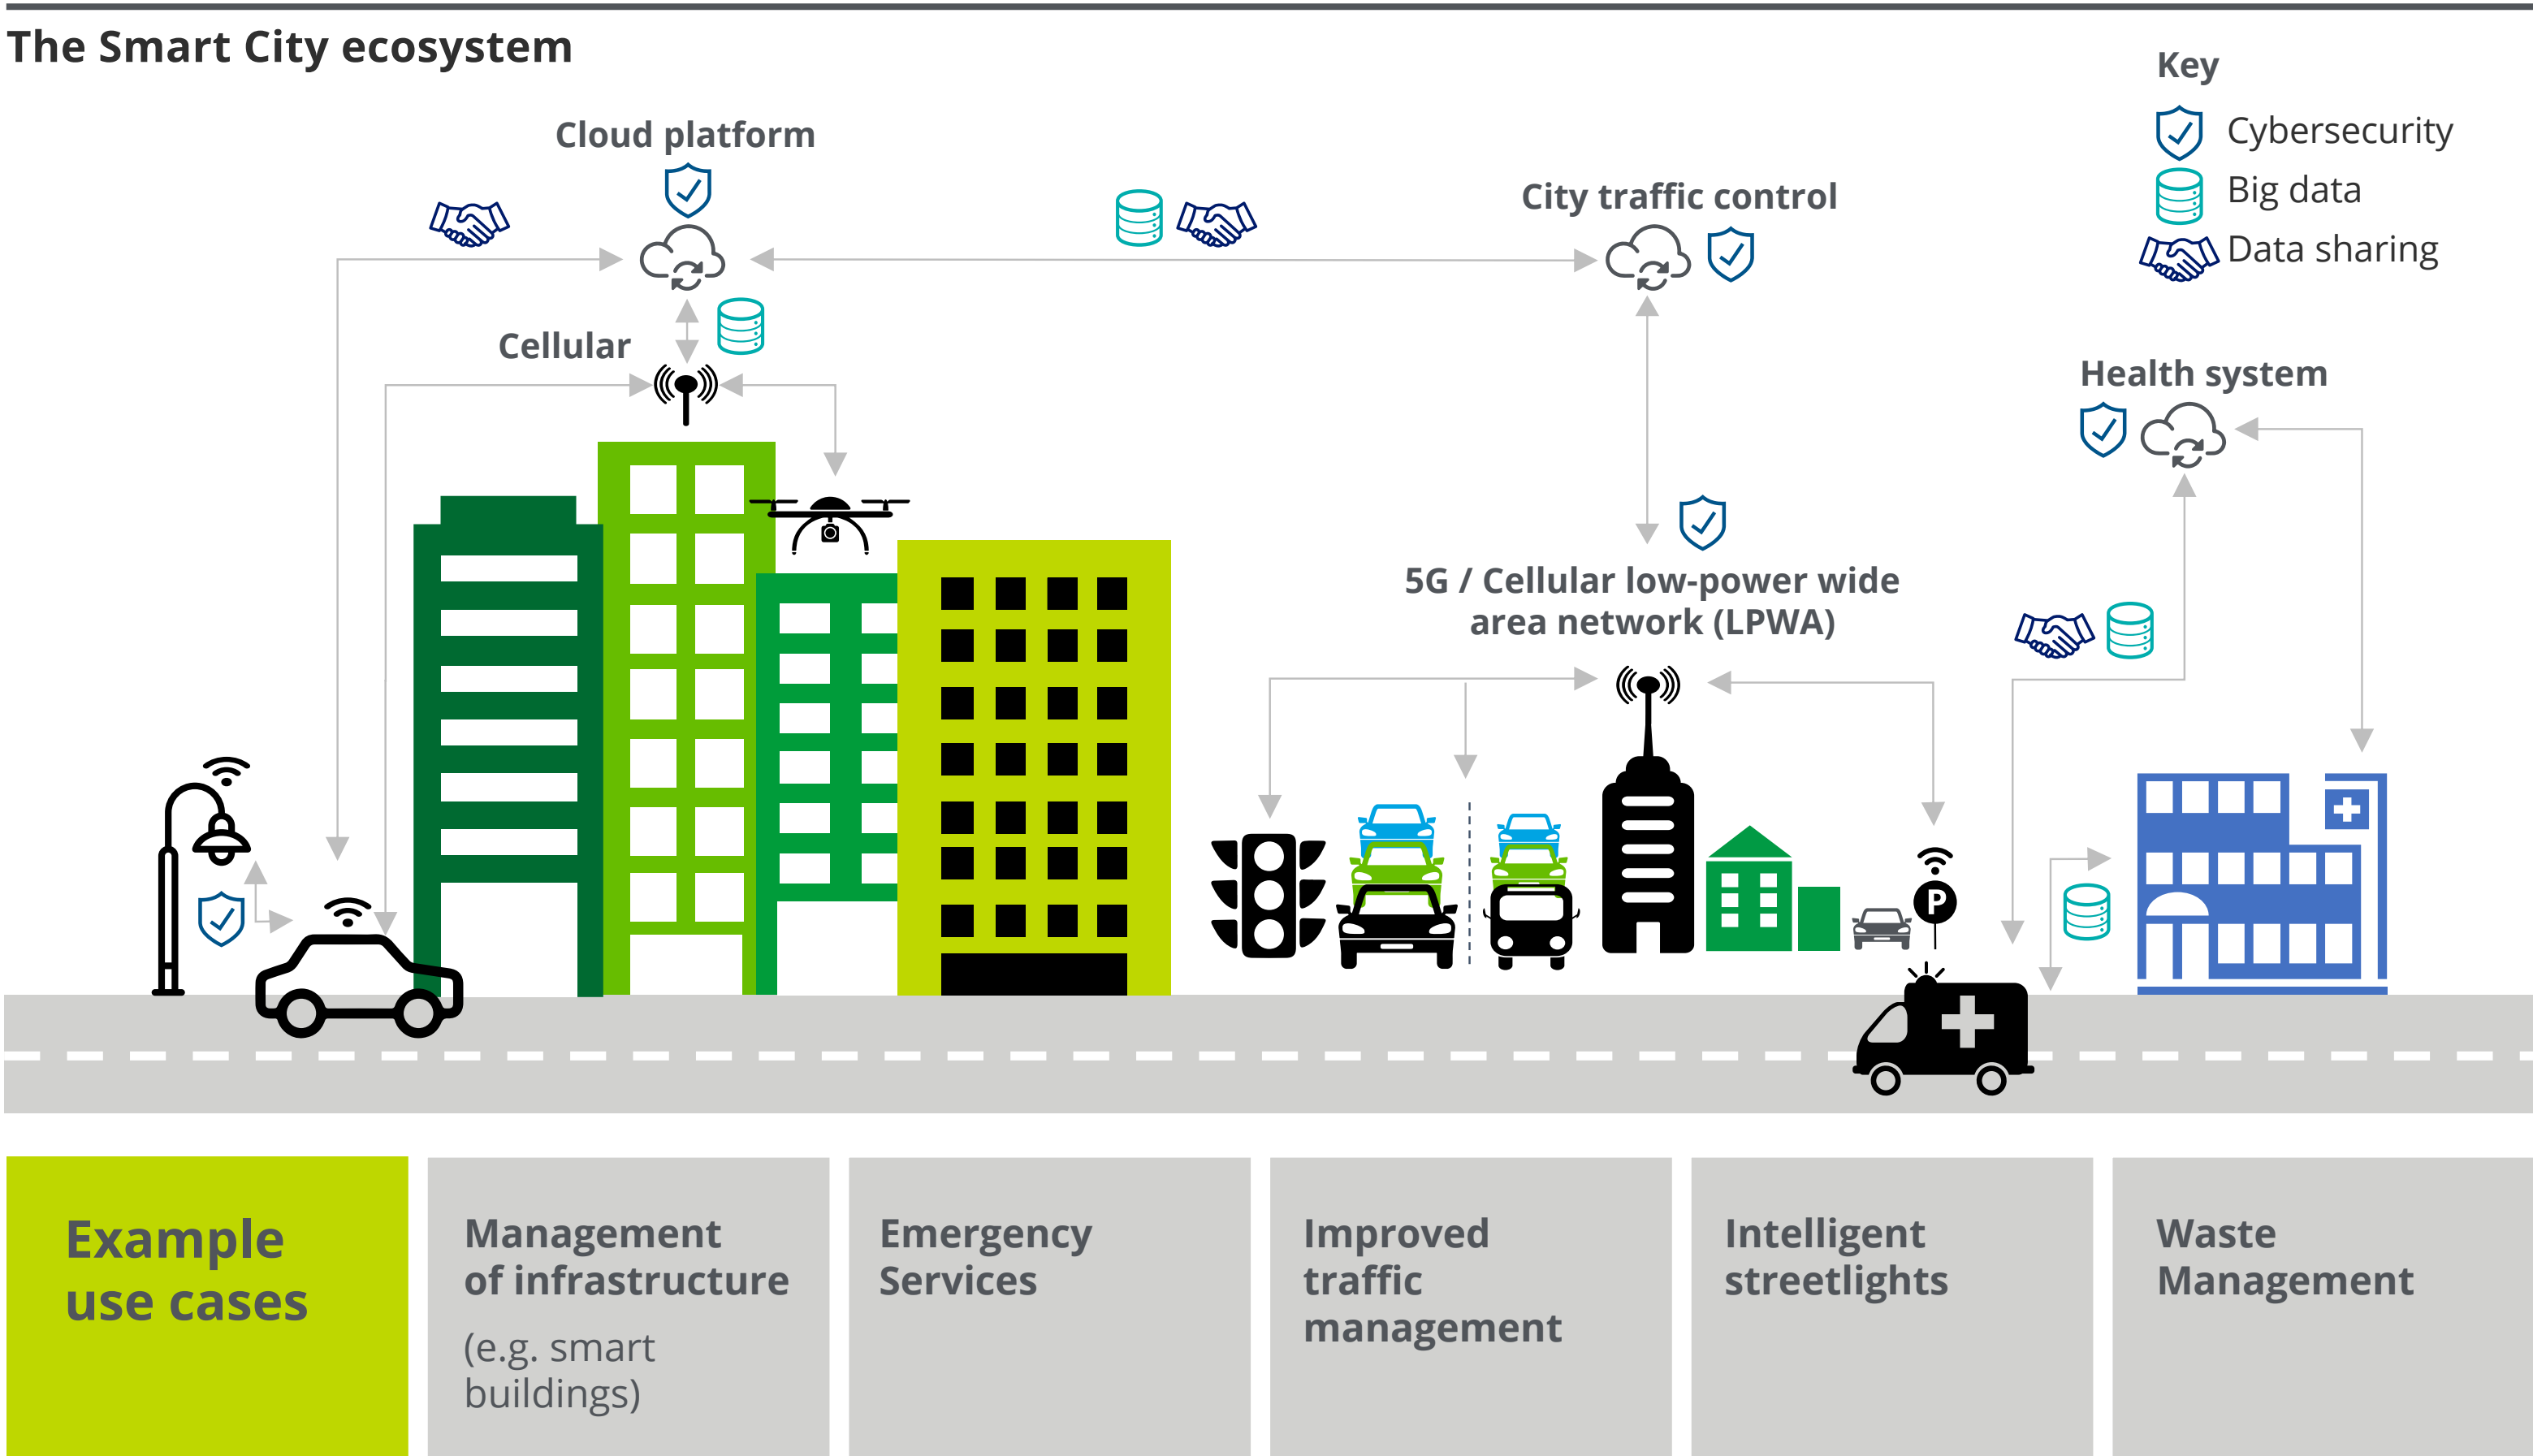 The Smart City ecosystem
Key
Cybersecurity
Big data
Data sharing
Cloud platform
City traffic control
Cellular
Health system
5G / Cellular low-power wide
area network (LPWA)
P
Example
use cases
Management
of infrastructure
(e.g. smart
buildings)
Emergency
Services
Improved
traffic
management
Intelligent
streetlights
Waste
Management